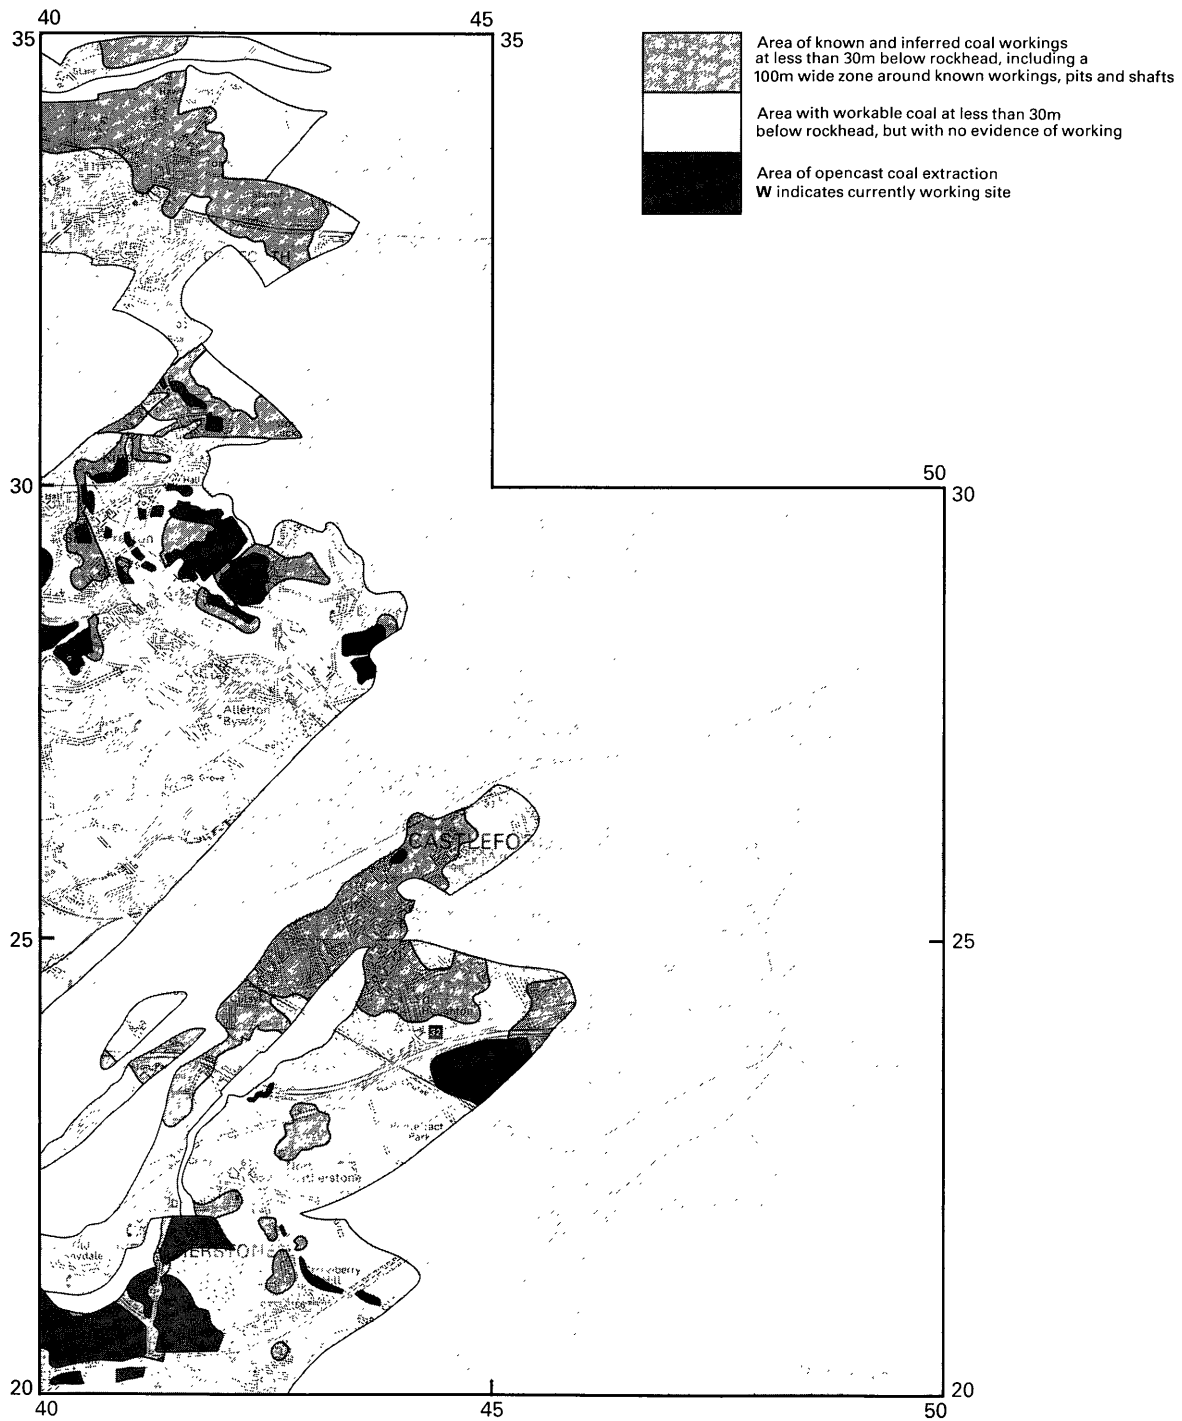 40
45
35
35
Area of known and inferred coal workings
at less than 30m below rockhead, including a
100m wide zone around known workings, pits and shafts
Area with workable coal at less than 30m
below rockhead, but with no evidence of working
Area of opencast coal extraction
W indicates currently working site
50
30
30
Hall
Allerton
Bywater
Grove
CASTLEFO
25
25
Park
20
20
40
45
50